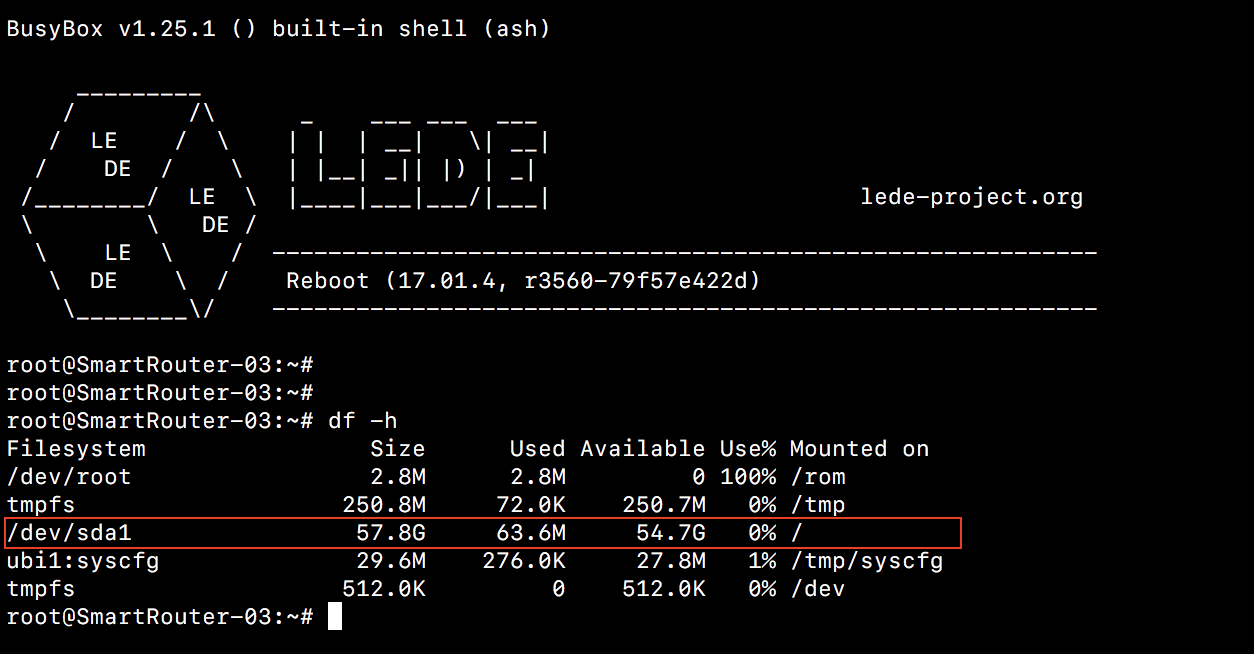 BusyBox v1.25.1 () built-in shell (ash)

     _________
    /        /\      _    ___ ___  ___
   /  LE    /  \    | |  | __|   \| __|
  /    DE  /    \   | |__| _|| |) | _|
 /________/  LE  \  |____|___|___/|___|                      lede-project.org
 \        \   DE /
  \    LE  \    /  -----------------------------------------------------------
   \  DE    \  /    Reboot (17.01.4, r3560-79f57e422d)
    \________\/    -----------------------------------------------------------

root@SmartRouter-03:~#
root@SmartRouter-03:~#
root@SmartRouter-03:~# df -h
Filesystem                Size      Used Available Use% Mounted on
/dev/root                 2.8M      2.8M         0 100% /rom
tmpfs                   250.8M     72.0K    250.7M   0% /tmp
/dev/sda1                57.8G     63.6M     54.7G   0% /
ubi1:syscfg              29.6M    276.0K     27.8M   1% /tmp/syscfg
tmpfs                   512.0K         0    512.0K   0% /dev
root@SmartRouter-03:~#